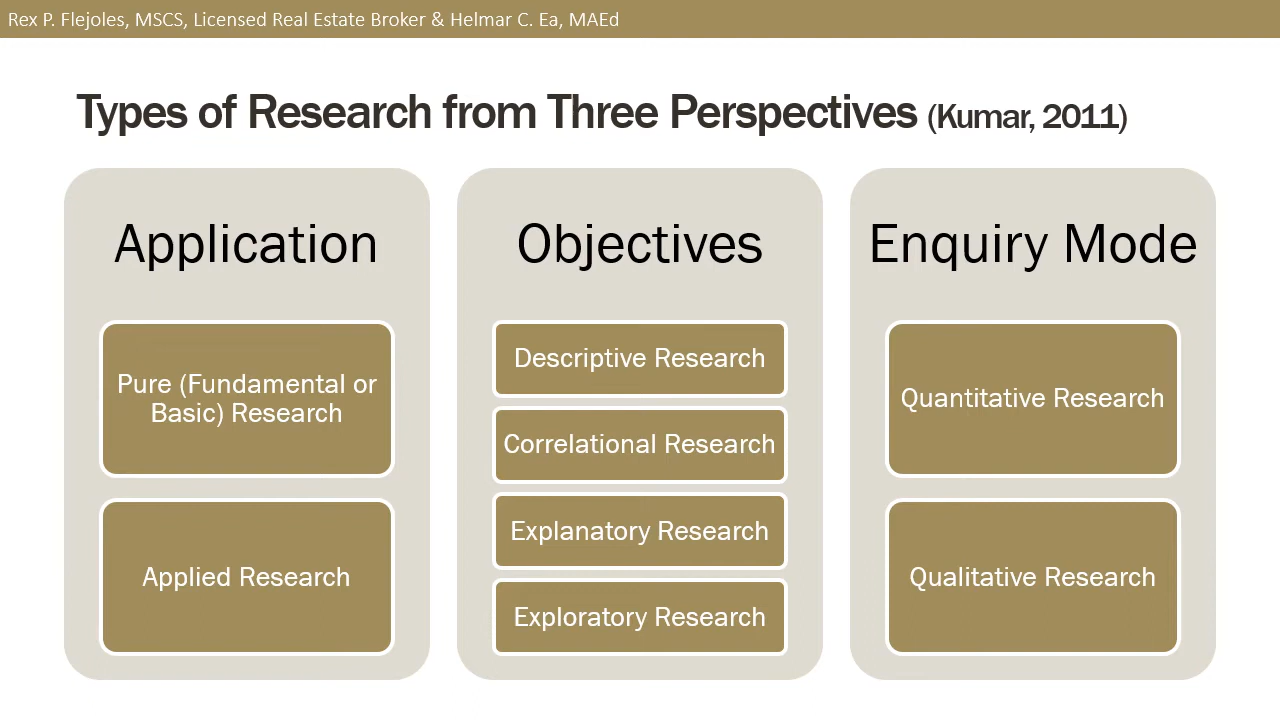 Rex P. Flejoles, MSCS, Licensed Real Estate Broker & Helmar C. Ea, MAEd
Types of Research from Three Perspectives (Kumar, 2011)
Application
Pure (Fundamental or
Basic) Research
Applied Research
Objectives
Descriptive Research
Correlational Research
Explanatory Research
Exploratory Research
Enquiry Mode
Quantitative Research
Qualitative Research